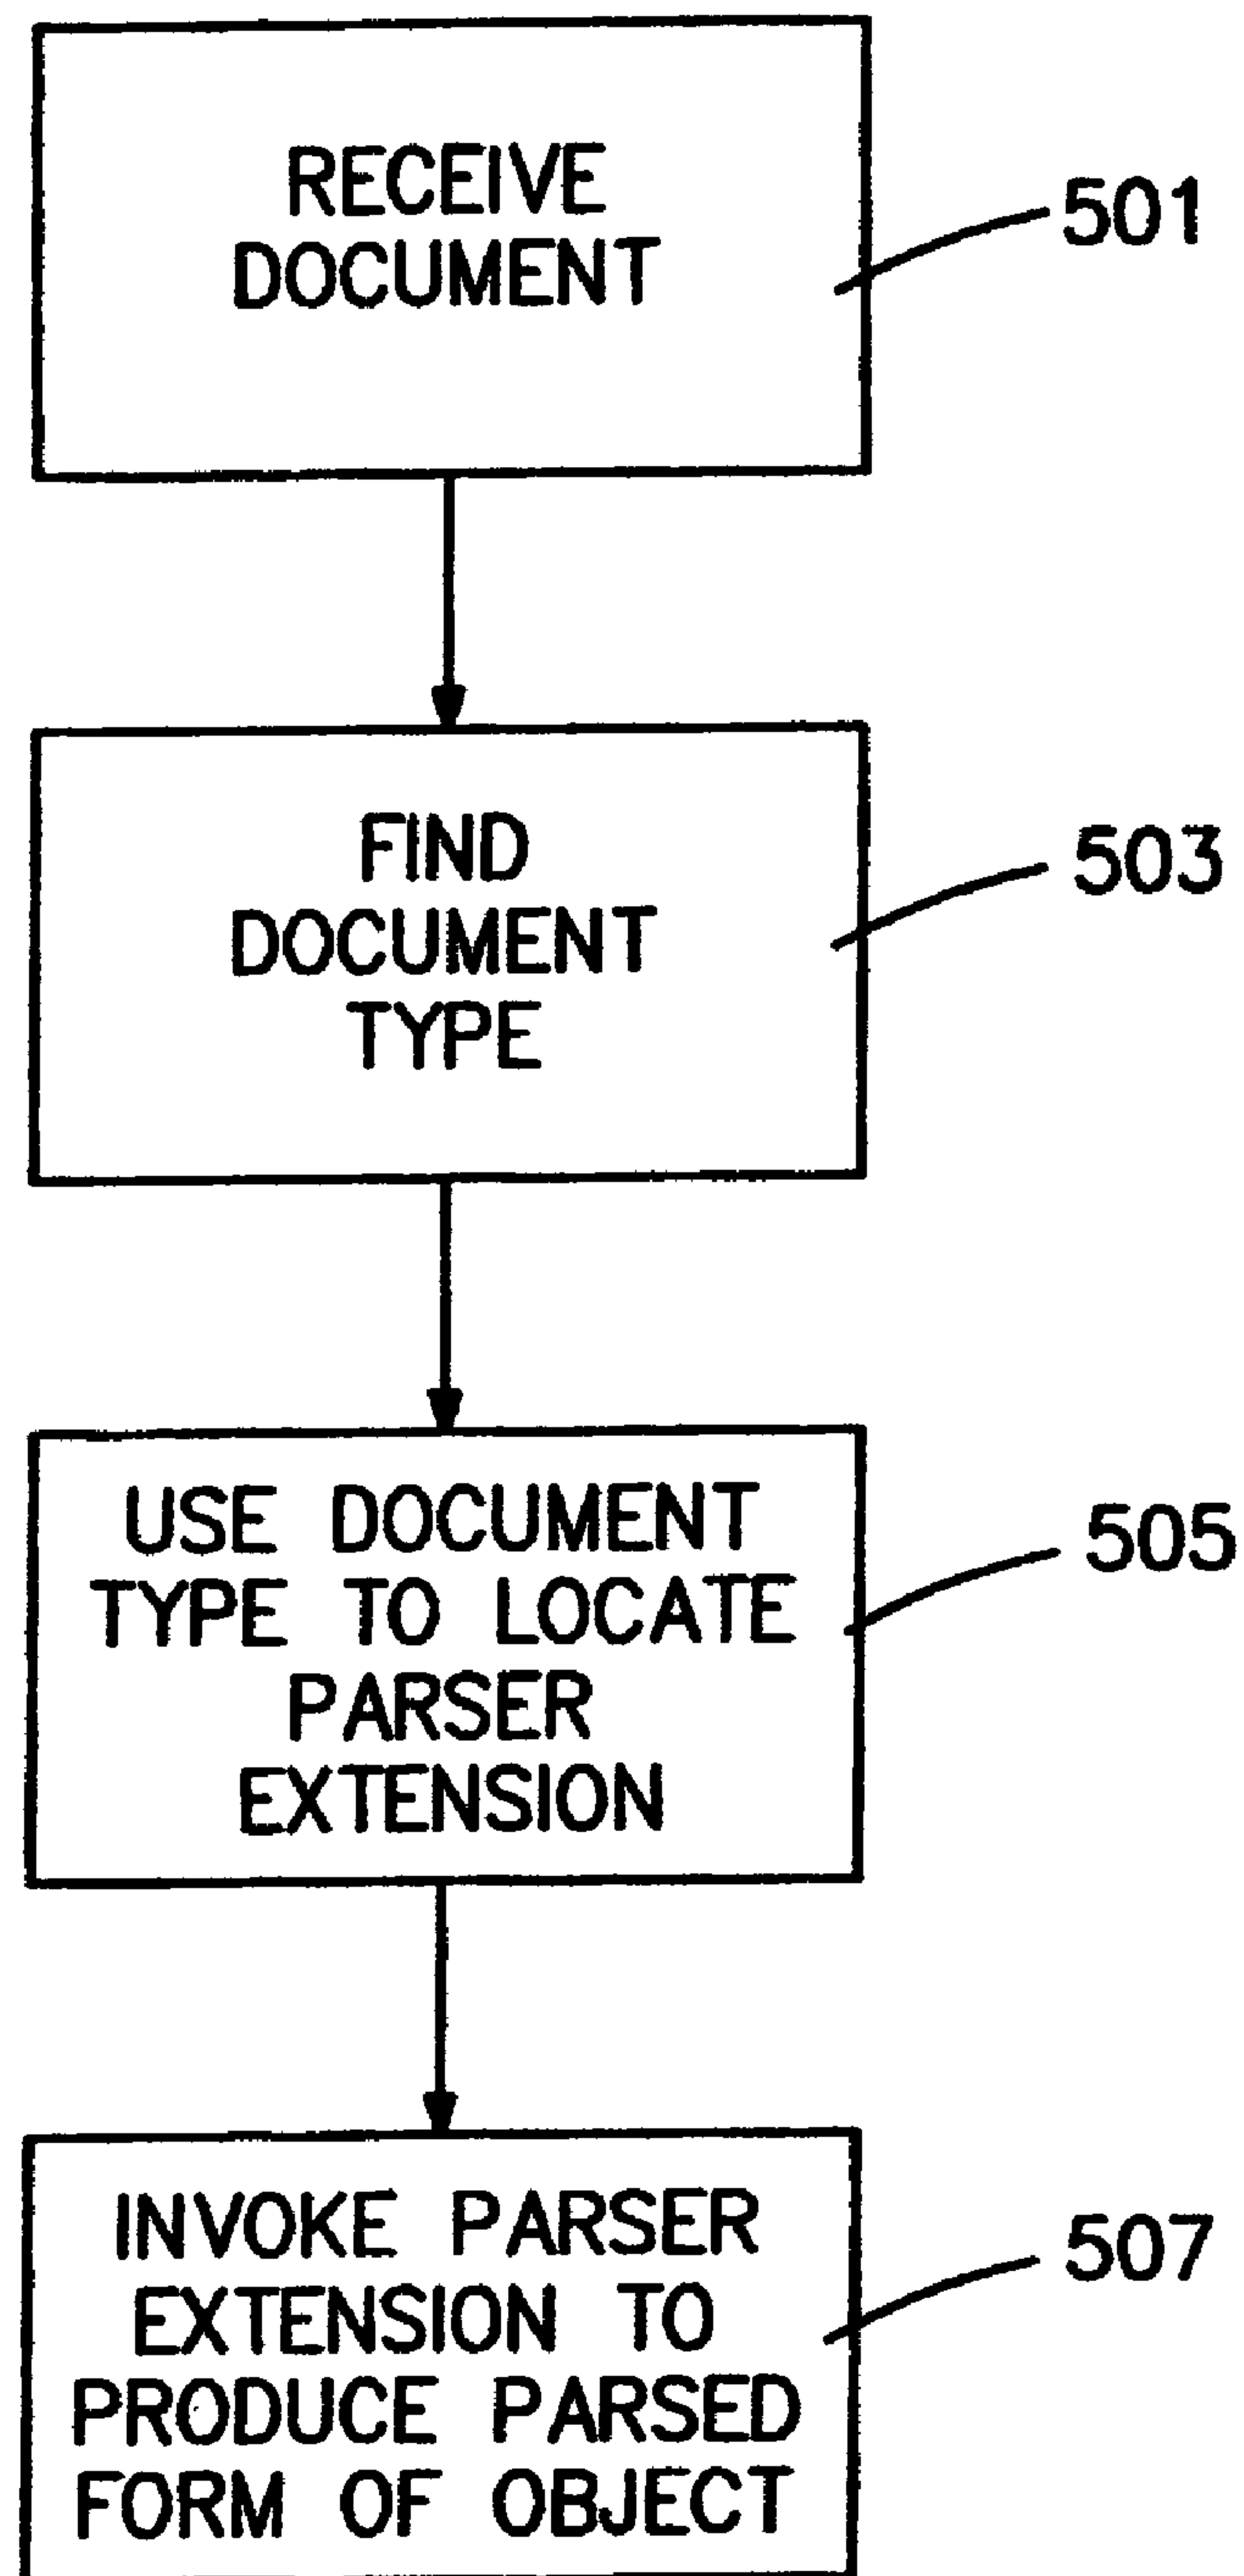 RECEIVE
DOCUMENT
501
FIND
DOCUMENT
TYPE
503
USE DOCUMENT
TYPE TO LOCATE
PARSER
EXTENSION
505
INVOKE PARSER
EXTENSION TO
PRODUCE PARSED
FORM OF OBJECT
507